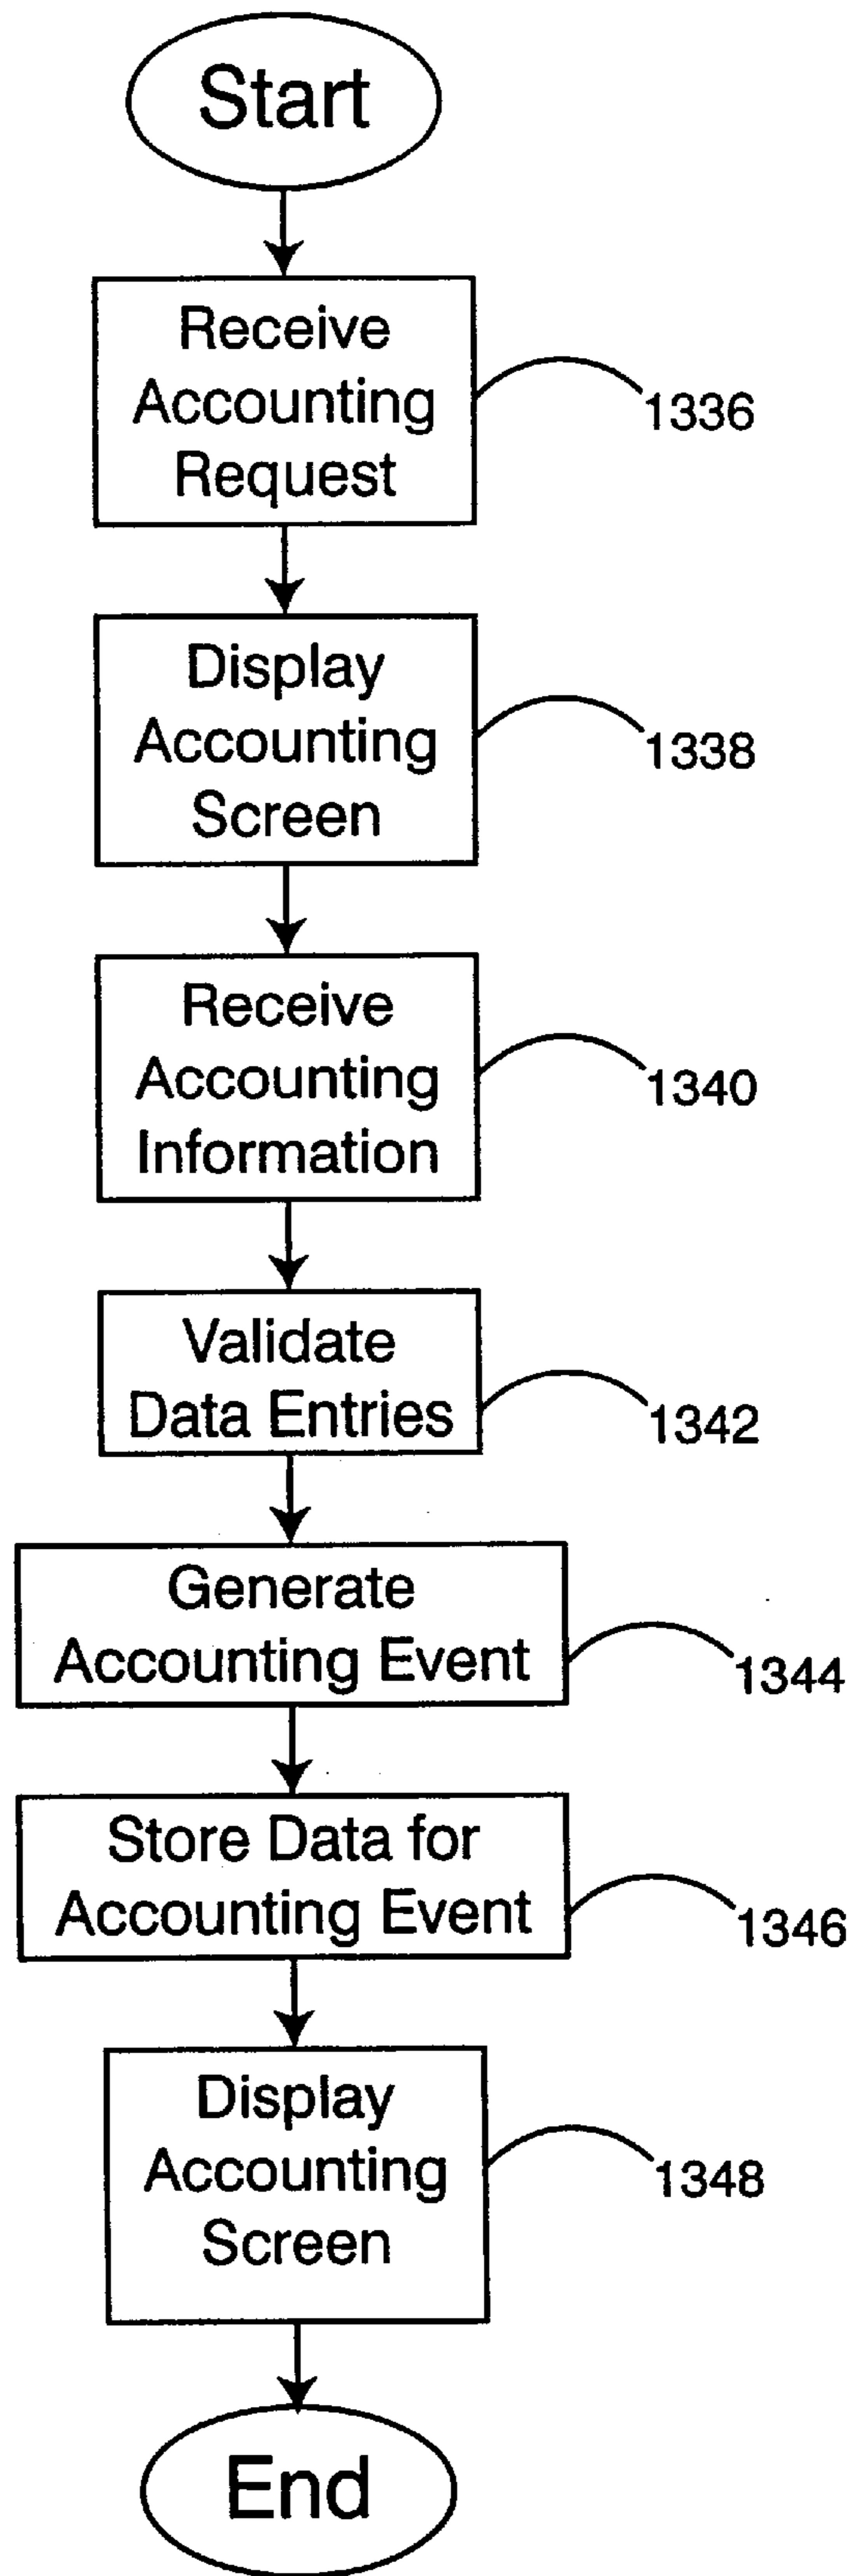 Start
Receive
Accounting
Request
1336
Display
Accounting
Screen
1338
Receive
Accounting
Information
1340
Validate
Data Entries
1342
Generate
Accounting Event
1344
Store Data for
Accounting Event
1346
Display
Accounting
Screen
1348
End